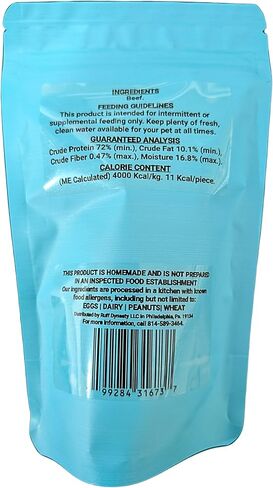 INGREDIENTS
Beef.
FEEDING GUIDELINES
This product is intended for intermittent or
supplemental feeding only. Keep plenty of fresh,
clean water available for your pet at all times.
GUARANTEED ANALYSIS
Crude Protein 72% (min.), Crude Fat 10.1% (min.),
Crude Fiber 0.47% (max.), Moisture 16.8% (max.).
CALORIE CONTENT
(ME Calculated) 4000 Kcal/kg. 11 Kcal/piece.
THIS PRODUCT IS HOMEMADE AND IS NOT PREPARED
IN AN INSPECTED FOOD ESTABLISHMENT
Our ingredients are processed in a kitchen with known
food allergens, including but not limited to:
EGGS | DAIRY | PEANUTS| WHEAT
Distributed by Ruff Dynasty LLC in Philadelphia, Pa 19134
For more information, call 814-589-3464.
99284 31673 7